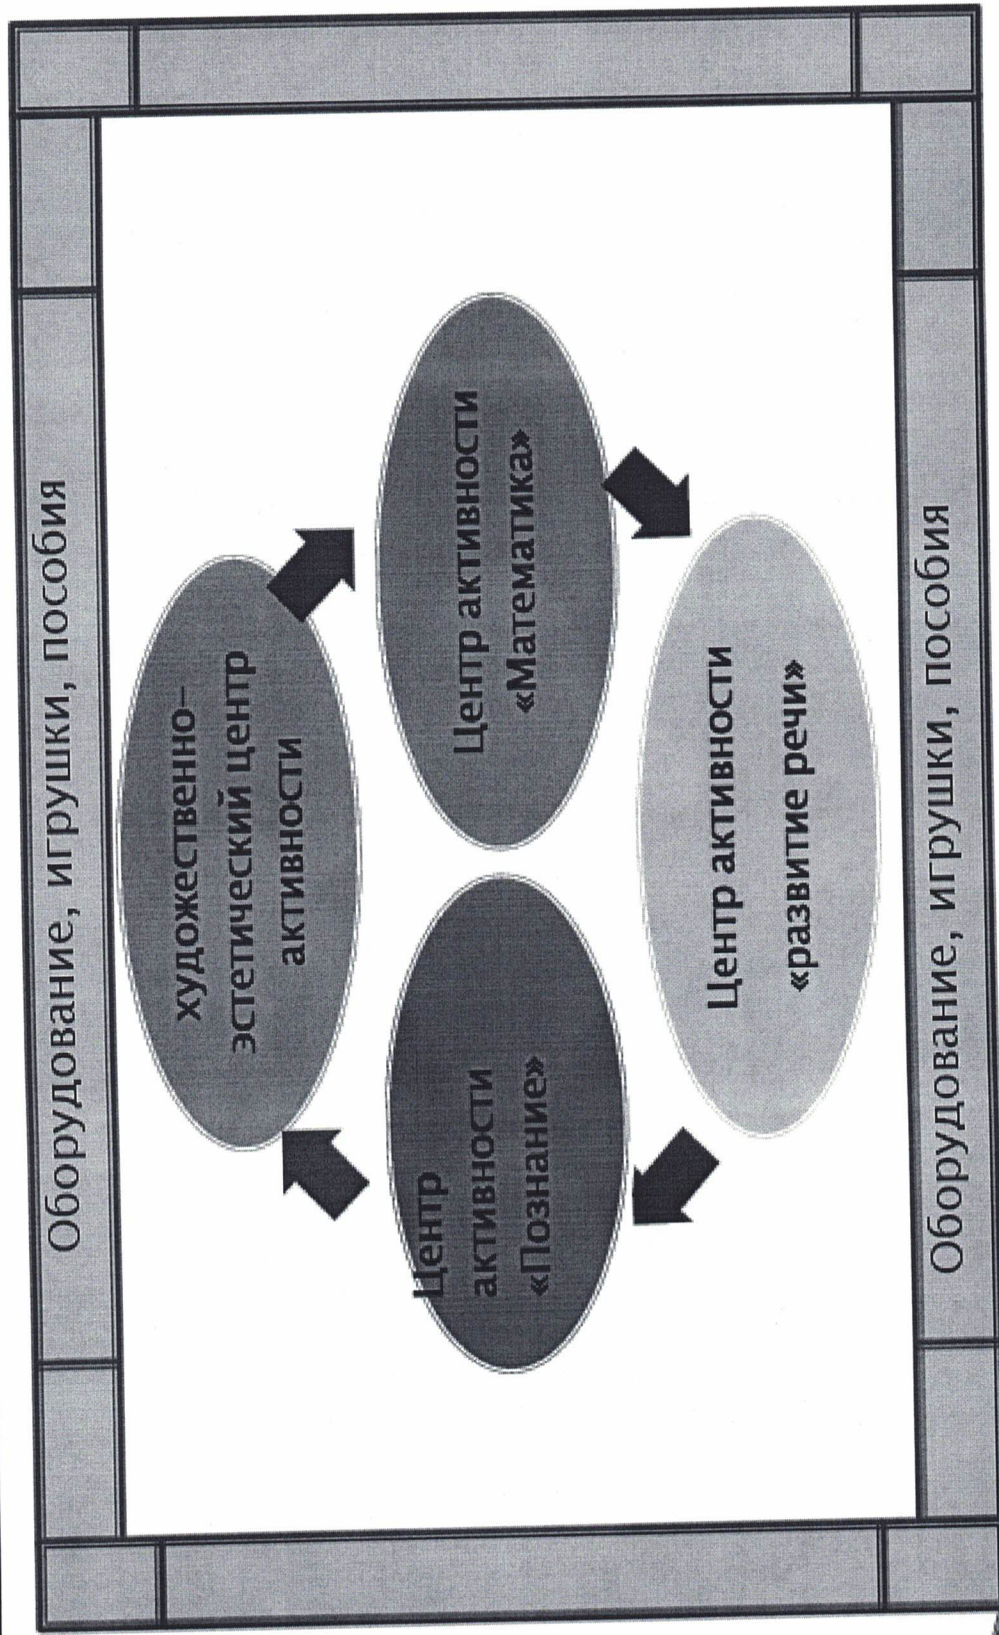 Оборудование, игрушки, пособия
художественно–
эстетический центр
активности
Центр
активности
«Познание»
Центр активности
«Математика»
Центр активности
«развитие речи»
Оборудование, игрушки, пособия